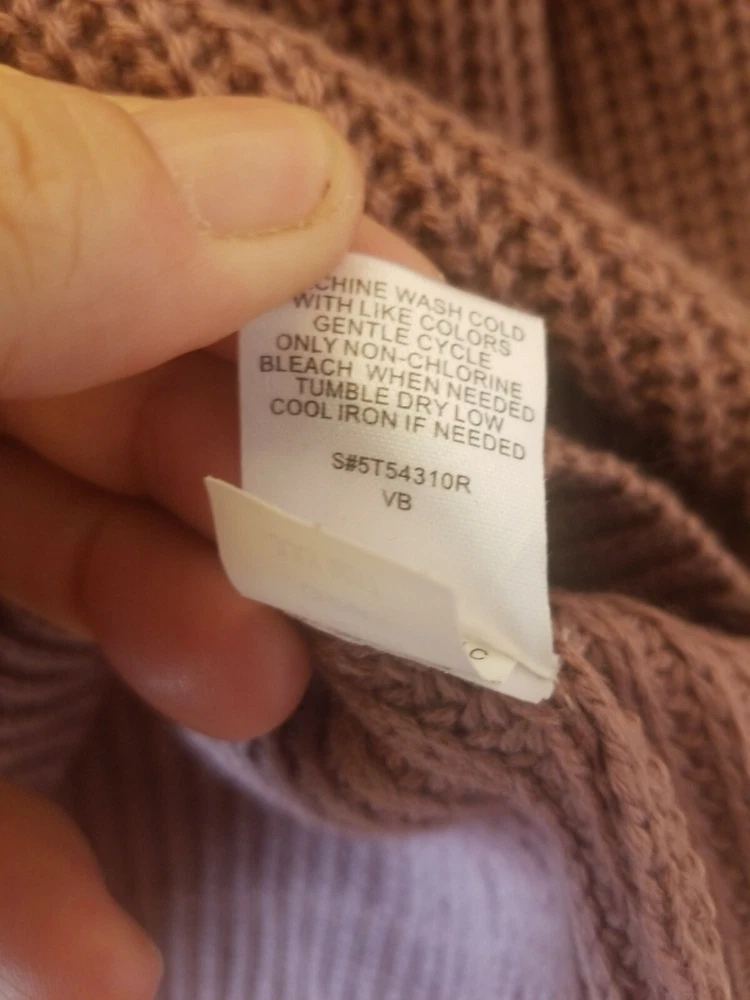 CHINE WASH COLD
WITH LIKE COLORS
GENTLE CYCLE
ONLY NON-CHLORINE
BLEACH WHEN NEEDED
TUMBLE DRY LOW
COOL IRON IF NEEDED
S#5T54310R
VB
C